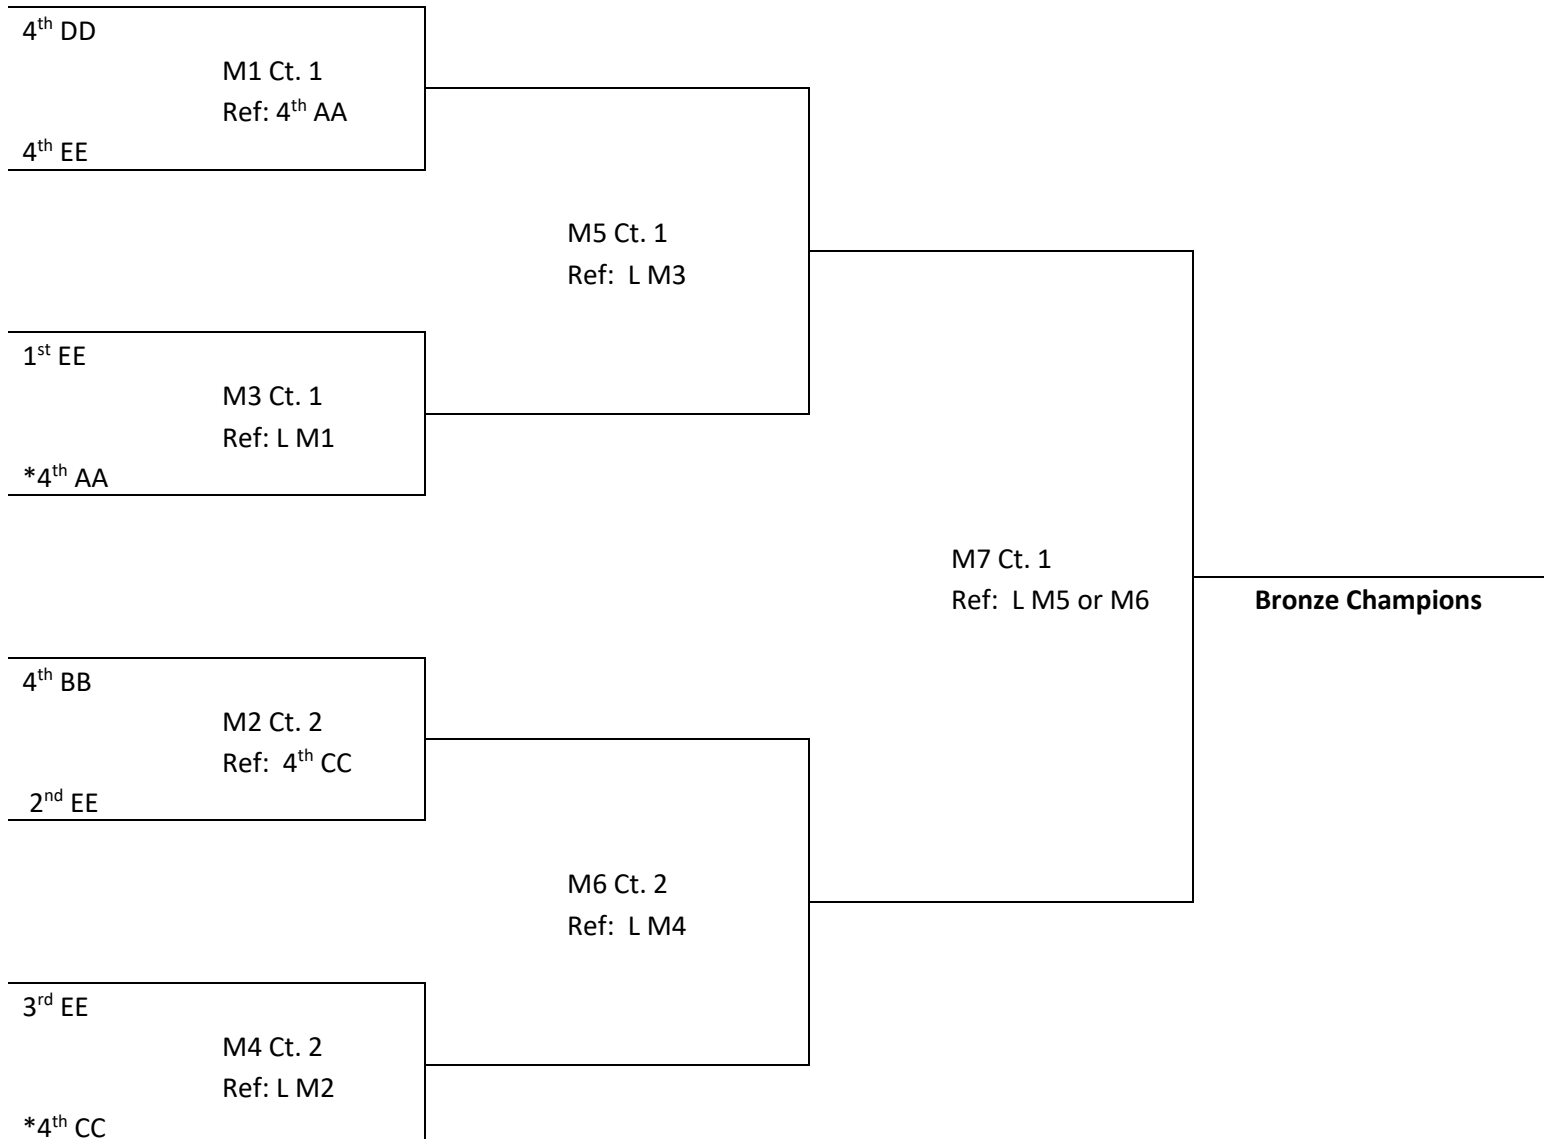 4th DD
M1 Ct. 1
Ref: 4th AA
4th EE
M5 Ct. 1
Ref: L M3
1st EE
M3 Ct. 1
Ref: L M1
*4th AA
M7 Ct. 1
Ref: L M5 or M6
Bronze Champions
4th BB
M2 Ct. 2
Ref: 4th CC
2nd EE
M6 Ct. 2
Ref: L M4
3rd EE
M4 Ct. 2
Ref: L M2
*4th CC